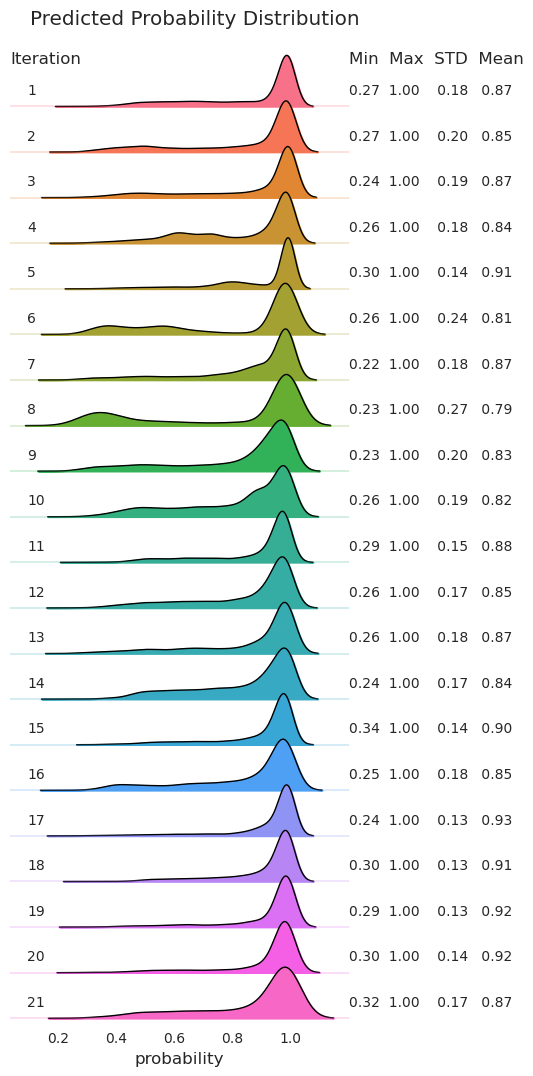 Predicted Probability Distribution
Iteration Min Max STD Mean
1 0.27 1.00 0.18 0.87
2 0.27 1.00 0.20 0.85
3 0.24 1.00 0.19 0.87
4 0.26 1.00 0.18 0.84
5 0.30 1.00 0.14 0.91
6 0.26 1.00 0.24 0.81
7 0.22 1.00 0.18 0.87
8 0.23 1.00 0.27 0.79
9 0.23 1.00 0.20 0.83
10 0.26 1.00 0.19 0.82
11 0.29 1.00 0.15 0.88
12 0.26 1.00 0.17 0.85
13 0.26 1.00 0.18 0.87
14 0.24 1.00 0.17 0.84
15 0.34 1.00 0.14 0.90
16 0.25 1.00 0.18 0.85
17 0.24 1.00 0.13 0.93
18 0.30 1.00 0.13 0.91
19 0.29 1.00 0.13 0.92
20 0.30 1.00 0.14 0.92
21 0.32 1.00 0.17 0.87
0.2 0.4 0.6 0.8 1.0
probability